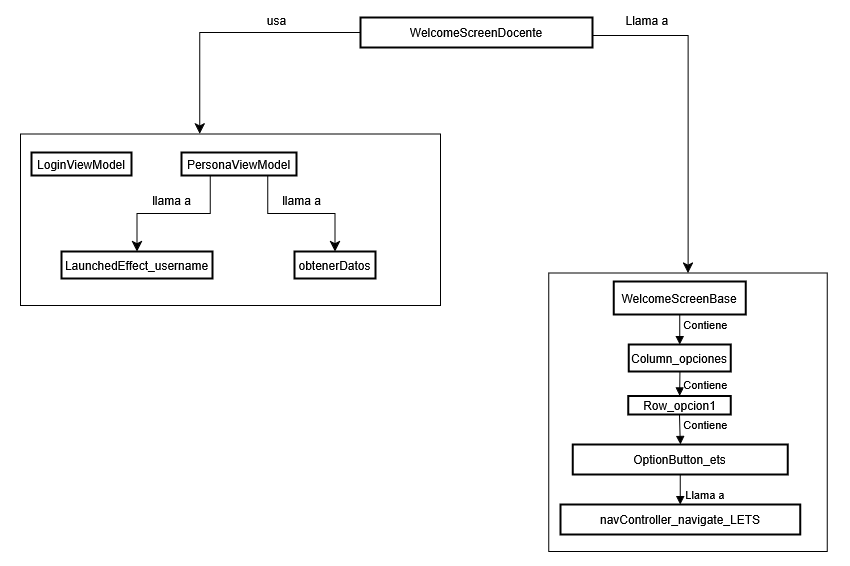 usa
WelcomeScreenDocente
Llama a
LoginViewModel
PersonaViewModel
llama a
llama a
LaunchedEffect_username
obtenerDatos
WelcomeScreenBase
Contiene
Column_opciones
Contiene
Row_opcion1
Contiene
OptionButton_ets
Llama a
navController_navigate_LETS